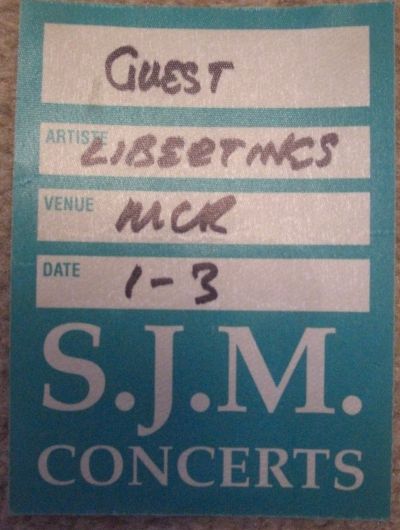 GUEST
ARTISTE LIBERTINES
VENUE MCR
DATE 1-3
S.J.M.
CONCERTS